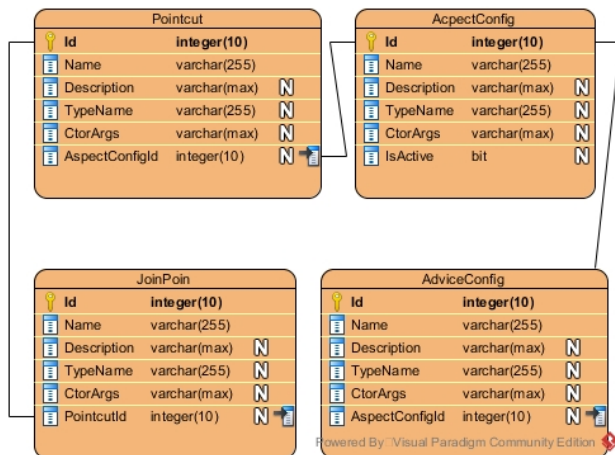 Pointcut
Id integer(10)
Name varchar(255)
Description varchar(max) N
TypeName varchar(255) N
CtorArgs varchar(max) N
AspectConfigId integer(10) N
AcpectConfig
Id integer(10)
Name varchar(255)
Description varchar(max) N
TypeName varchar(255) N
CtorArgs varchar(max) N
IsActive bit N
JoinPoin
Id integer(10)
Name varchar(255)
Description varchar(max) N
TypeName varchar(255) N
CtorArgs varchar(max) N
PointcutId integer(10) N
AdviceConfig
Id integer(10)
Name varchar(255)
Description varchar(max) N
TypeName varchar(255) N
CtorArgs varchar(max) N
AspectConfigId integer(10) N
Powered By Visual Paradigm Community Edition